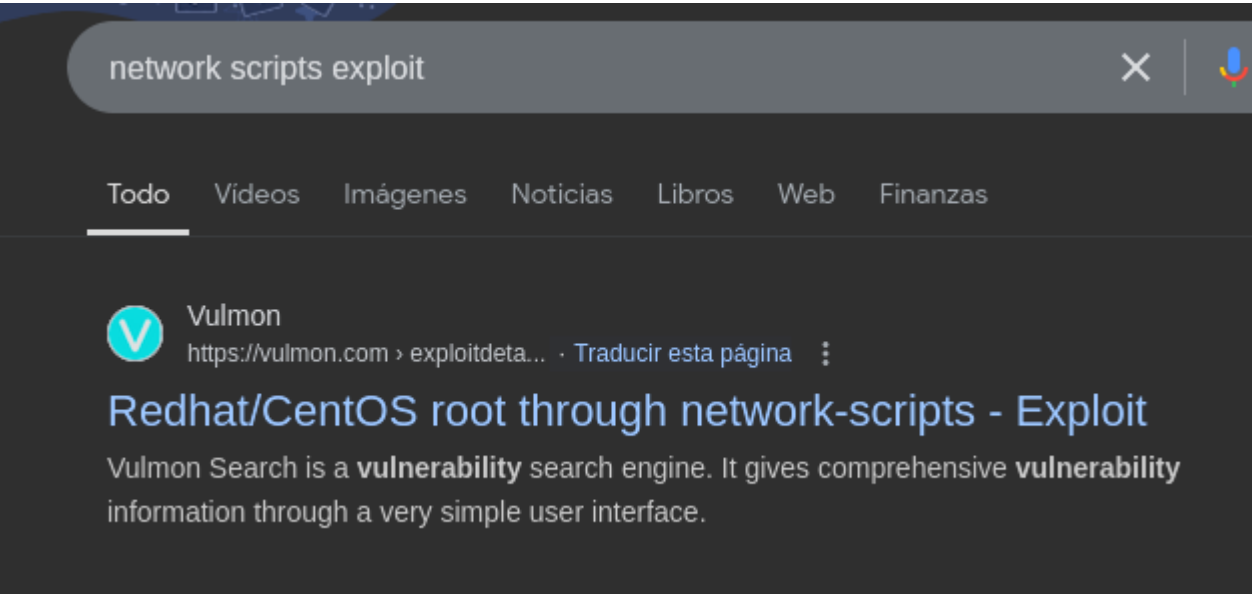 network scripts exploit
Todo Vídeos Imágenes Noticias Libros Web Finanzas
Vulmon
https://vulmon.com › exploitdeta... · Traducir esta página
Redhat/CentOS root through network-scripts - Exploit
Vulmon Search is a vulnerability search engine. It gives comprehensive vulnerability
information through a very simple user interface.